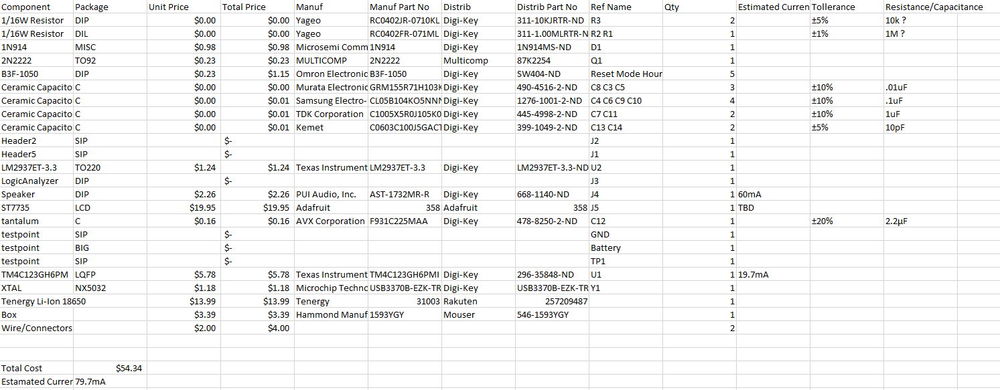 Component Package Unit Price Total Price Manuf Manuf Part No Distrib Distrib Part No Ref Name Qty Estimated Curren Tollerance Resistance/Capacitance
1/16W Resistor DIP $0.00 $0.00 Yageo RC0402JR-0710KL Digi-Key 311-10KJRTR-ND R3 2 ±5% 10k ?
1/16W Resistor DIL $0.00 $0.00 Yageo RC0402FR-071ML Digi-Key 311-1.00MLRTR-N R2 R1 1 ±1% 1M ?
1N914 MISC $0.98 $0.98 Microsemi Comm 1N914 Digi-Key 1N914MS-ND D1 1
2N2222 TO92 $0.23 $0.23 MULTICOMP 2N2222 Multicomp 87K2254 Q1 1
B3F-1050 DIP $0.23 $1.15 Omron Electronic B3F-1050 Digi-Key SW404-ND Reset Mode Hour 5
Ceramic Capacito C $0.00 $0.00 Murata Electronic GRM155R71H103K Digi-Key 490-4516-2-ND C8 C3 C5 3 ±10% .01uF
Ceramic Capacito C $0.00 $0.01 Samsung Electro- CL05B104KO5NNN Digi-Key 1276-1001-2-ND C4 C6 C9 C10 4 ±10% .1uF
Ceramic Capacito C $0.00 $0.01 TDK Corporation C1005X5R0J105K0 Digi-Key 445-4998-2-ND C7 C11 2 ±10% 1uF
Ceramic Capacito C $0.00 $0.01 Kemet C0603C100J5GACT Digi-Key 399-1049-2-ND C13 C14 2 ±5% 10pF
Header2 SIP $- J2 1
Header5 SIP $- J1 1
LM2937ET-3.3 TO220 $1.24 $1.24 Texas Instrument LM2937ET-3.3 Digi-Key LM2937ET-3.3-ND U2 1
LogicAnalyzer DIP $- J3 1
Speaker DIP $2.26 $2.26 PUI Audio, Inc. AST-1732MR-R Digi-Key 668-1140-ND J4 1 60mA
ST7735 LCD $19.95 $19.95 Adafruit 358 Adafruit 358 J5 1 TBD
tantalum C $0.16 $0.16 AVX Corporation F931C225MAA Digi-Key 478-8250-2-ND C12 1 ±20% 2.2µF
testpoint SIP $- GND 1
testpoint BIG $- Battery 1
testpoint SIP $- TP1 1
TM4C123GH6PM LQFP $5.78 $5.78 Texas Instrument TM4C123GH6PMI Digi-Key 296-35848-ND U1 1 19.7mA
XTAL NX5032 $1.18 $1.18 Microchip Techno USB3370B-EZK-TR Digi-Key USB3370B-EZK-TR Y1 1
Tenergy Li-Ion 18650 $13.99 $13.99 Tenergy 31003 Rakuten 257209487 1
Box $3.39 $3.39 Hammond Manuf 1593YGY Mouser 546-1593YGY 1
Wire/Connectors $2.00 $4.00 2
Total Cost $54.34
Estamated Curren 79.7mA